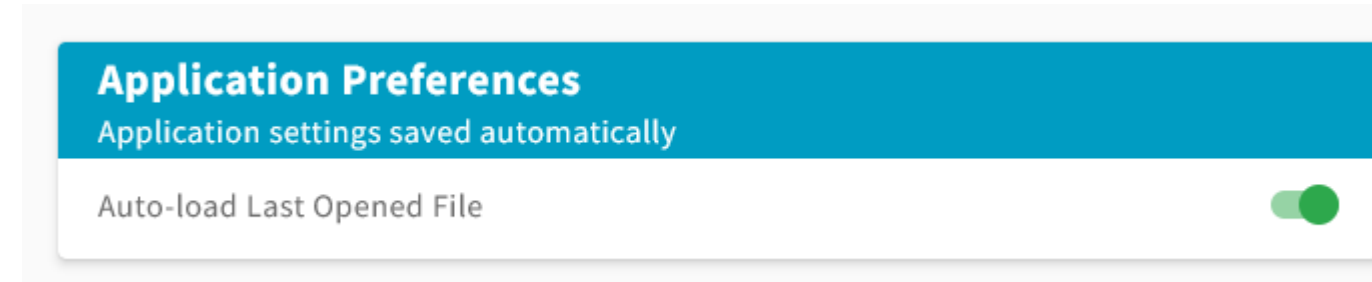 Application Preferences
Application settings saved automatically
Auto-load Last Opened File